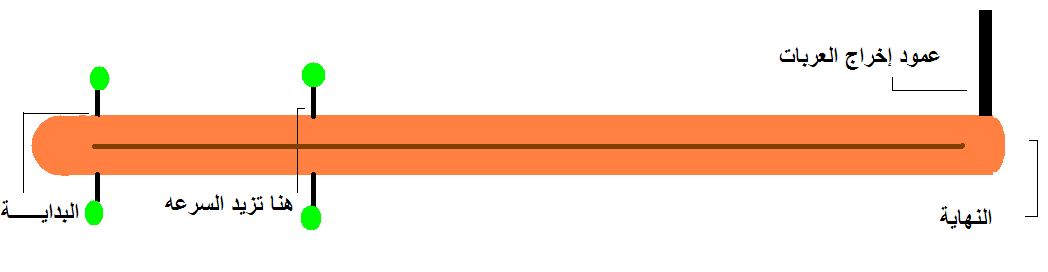 عمود إخراج العربات
هنا تزيد السرعه
البدايـــــة
النهاية